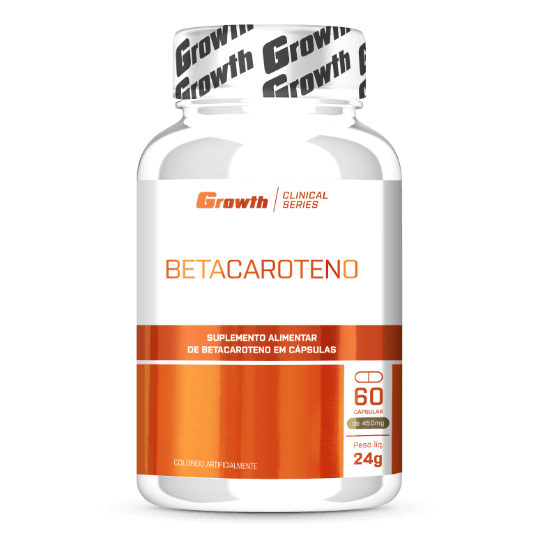 Growth
Growth
Growth
Growth
Growth CLINICAL
SERIES
BETACAROTENO
SUPLEMENTO ALIMENTAR
DE BETACAROTENO EM CÁPSULAS
60
CÁPSULAS
de 450mg
Peso líq.
24g
COLORIDO ARTIFICIALMENTE